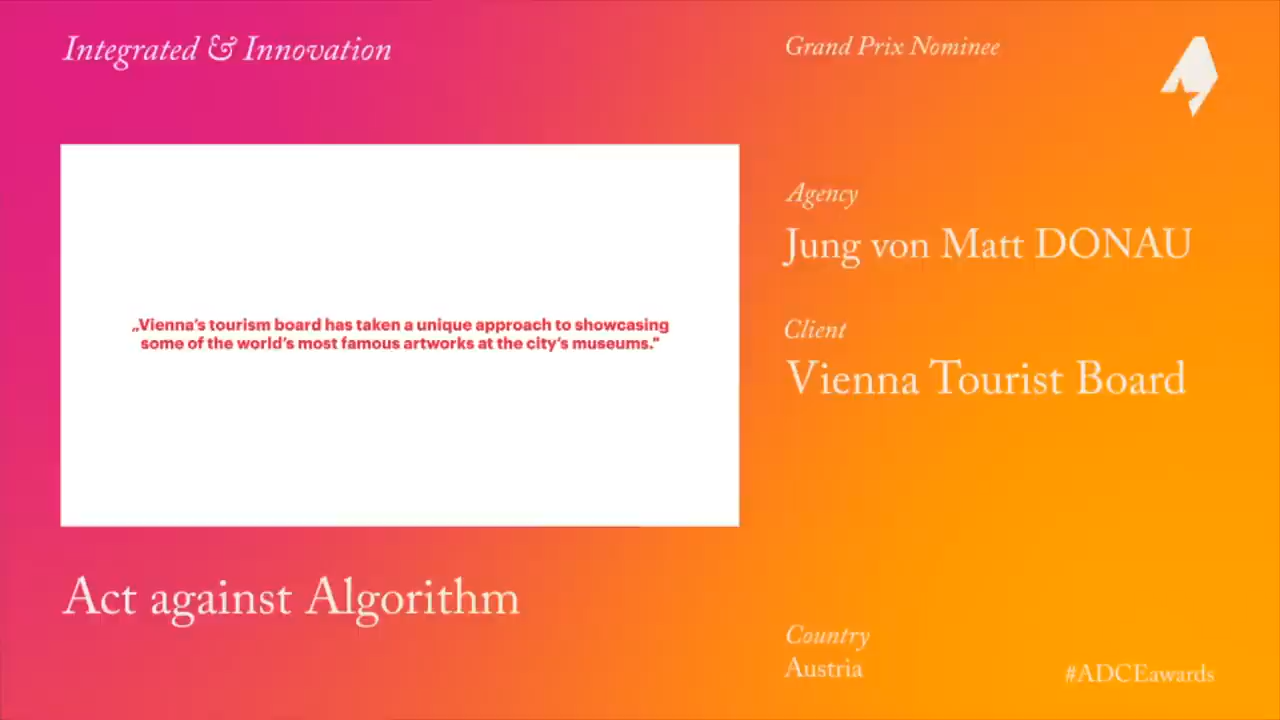 Integrated & Innovation
Grand Prix Nominee
„Vienna's tourism board has taken a unique approach to showcasing
some of the world's most famous artworks at the city's museums."
Agency
Jung von Matt DONAU
Client
Vienna Tourist Board
Act against Algorithm
Country
Austria
#ADCEawards